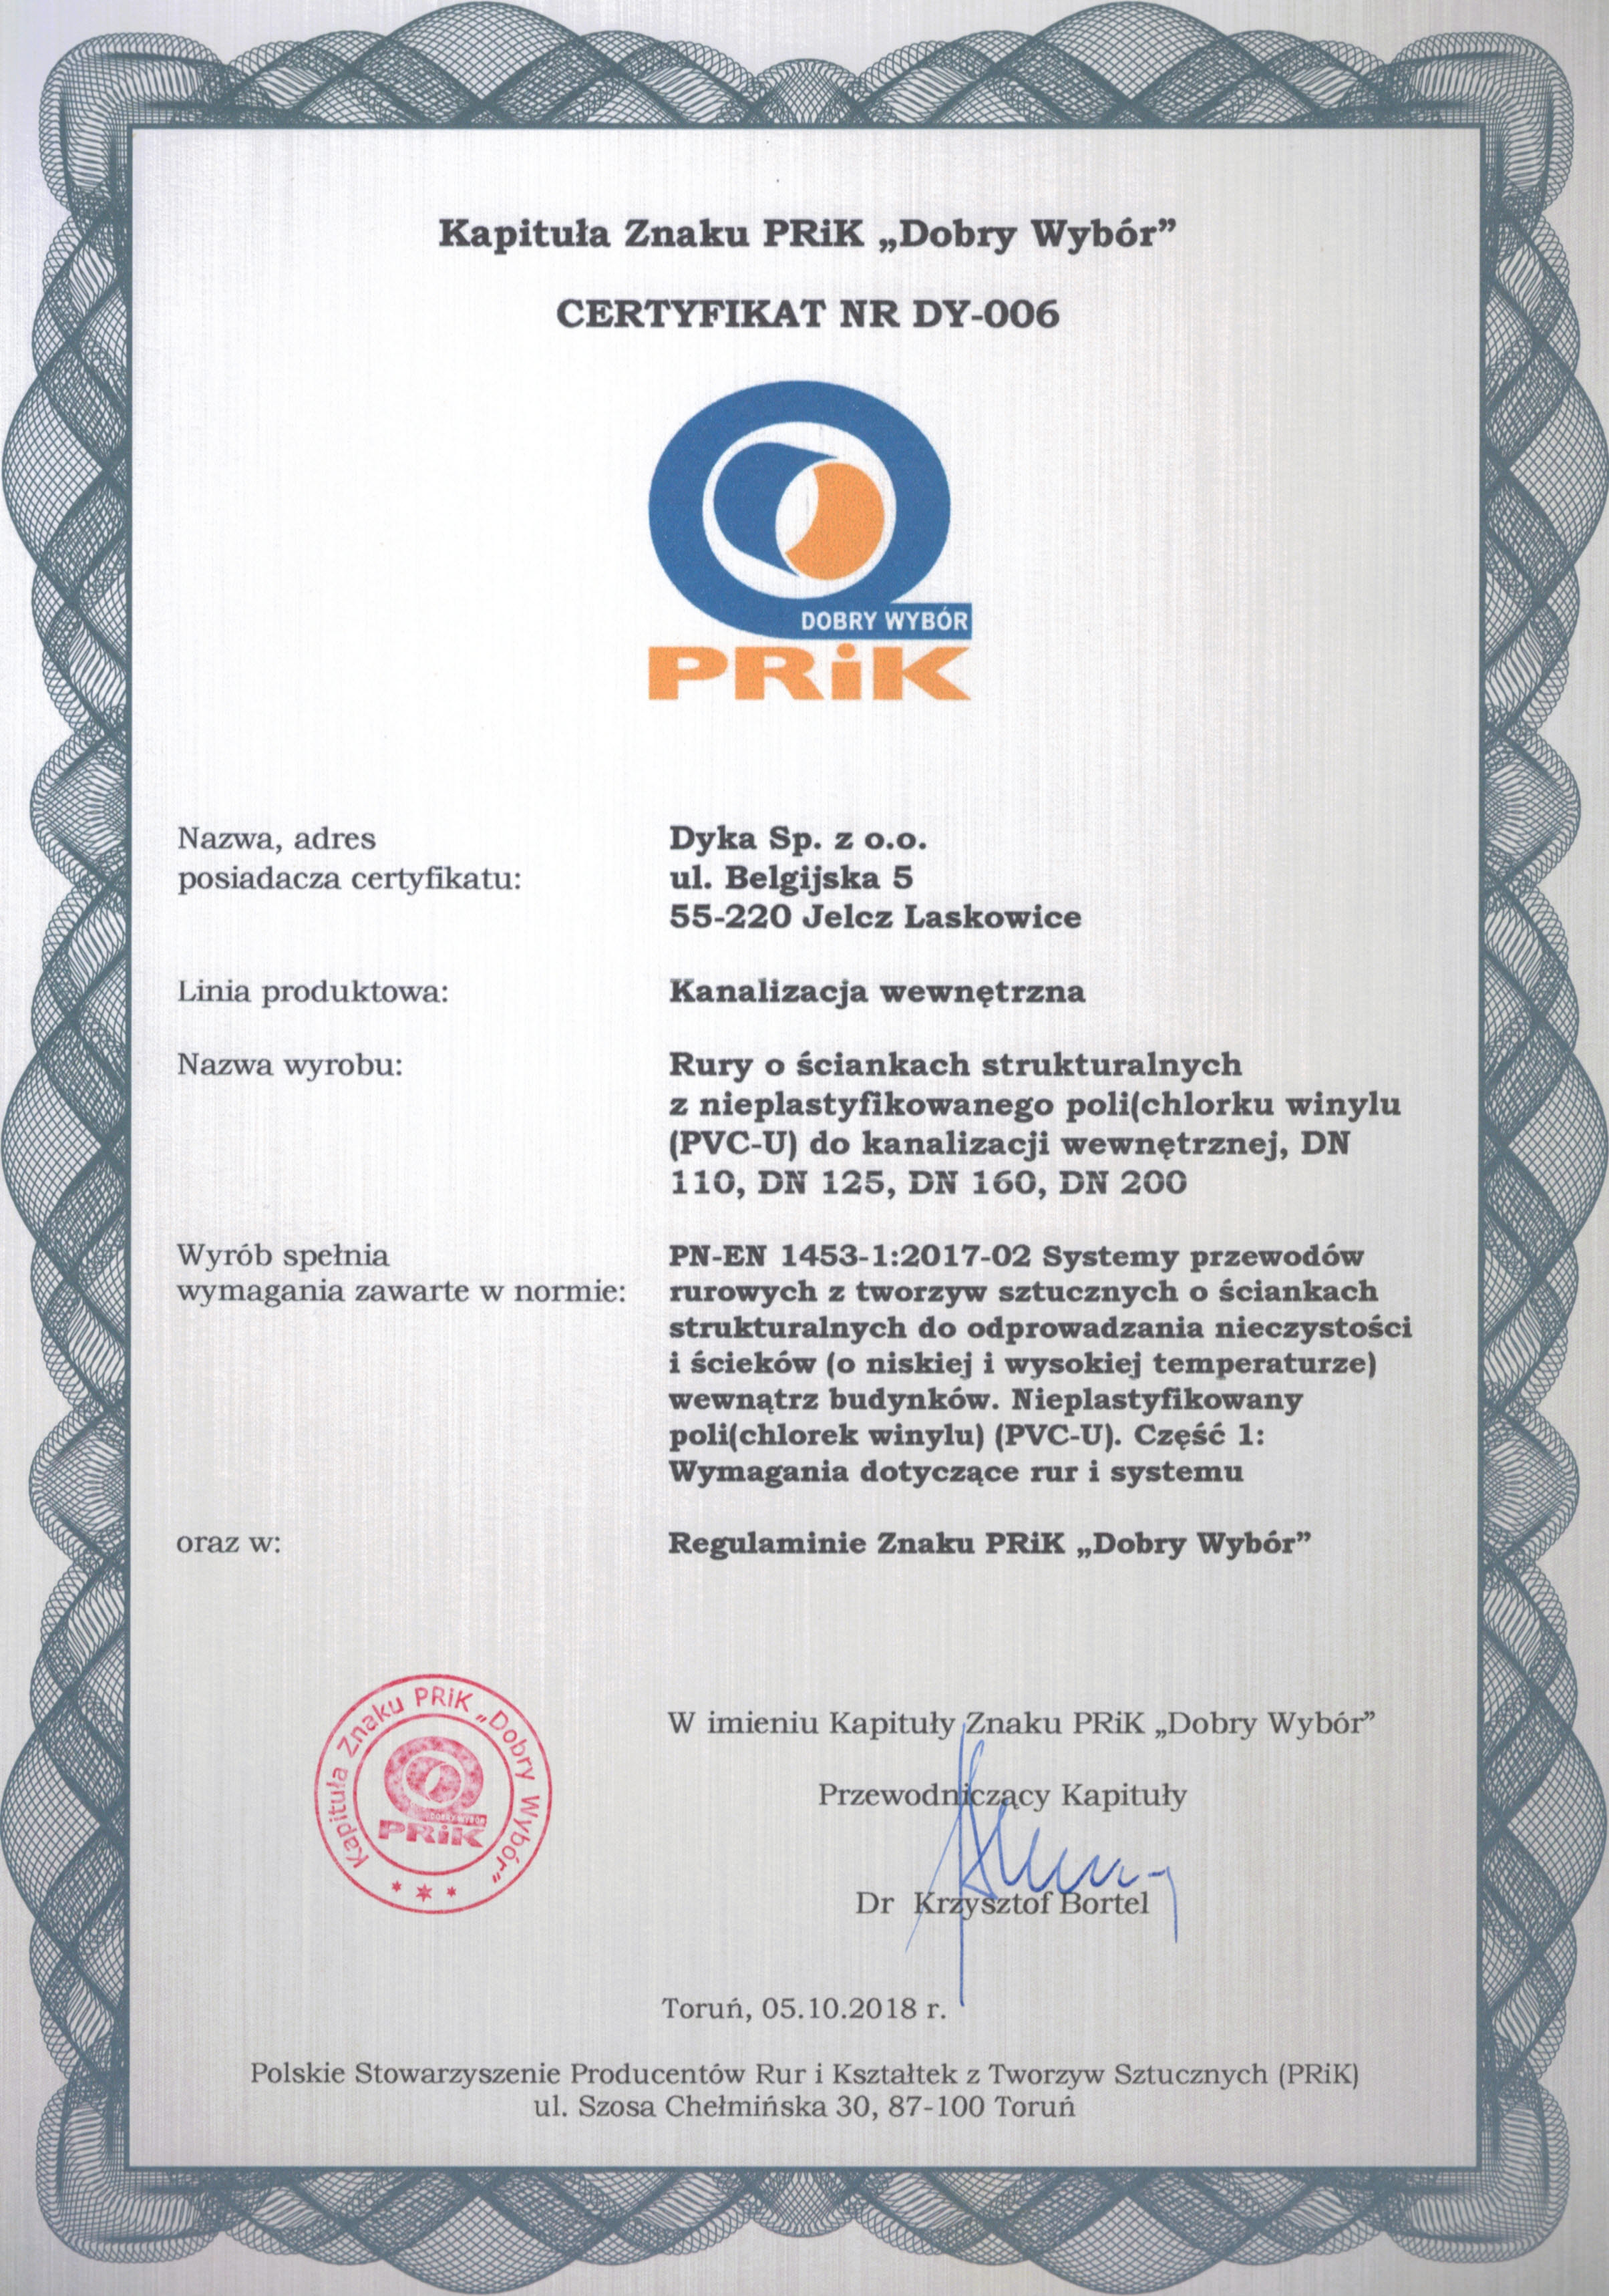 Kapituła Znaku PRiK „Dobry Wybór”
CERTYFIKAT NR DY-006
DOBRY WYBÓR
PRiK
Nazwa, adres
posiadacza certyfikatu:
Dyka Sp. z o.o.
ul. Belgijska 5
55-220 Jelcz Laskowice
Linia produktowa:
Kanalizacja wewnętrzna
Nazwa wyrobu:
Rury o ściankach strukturalnych
z nieplastyfikowanego poli(chlorku winylu
(PVC-U) do kanalizacji wewnętrznej, DN
110, DN 125, DN 160, DN 200
Wyrób spełnia
wymagania zawarte w normie:
PN-EN 1453-1:2017-02 Systemy przewodów
rurowych z tworzyw sztucznych o ściankach
strukturalnych do odprowadzania nieczystości
i ścieków (o niskiej i wysokiej temperaturze)
wewnątrz budynków. Nieplastyfikowany
poli(chlorek winylu) (PVC-U). Część 1:
Wymagania dotyczące rur i systemu
oraz w:
Regulaminie Znaku PRiK „Dobry Wybór”
Kapituła Znaku PRiK „Dobry Wybór”
DOBRY WYBÓR
PRiK
W imieniu Kapituły Znaku PRiK „Dobry Wybór”
Przewodniczący Kapituły
Dr Krzysztof Bortel
Toruń, 05.10.2018 r.
Polskie Stowarzyszenie Producentów Rur i Kształtek z Tworzyw Sztucznych (PRiK)
ul. Szosa Chełmińska 30, 87-100 Toruń